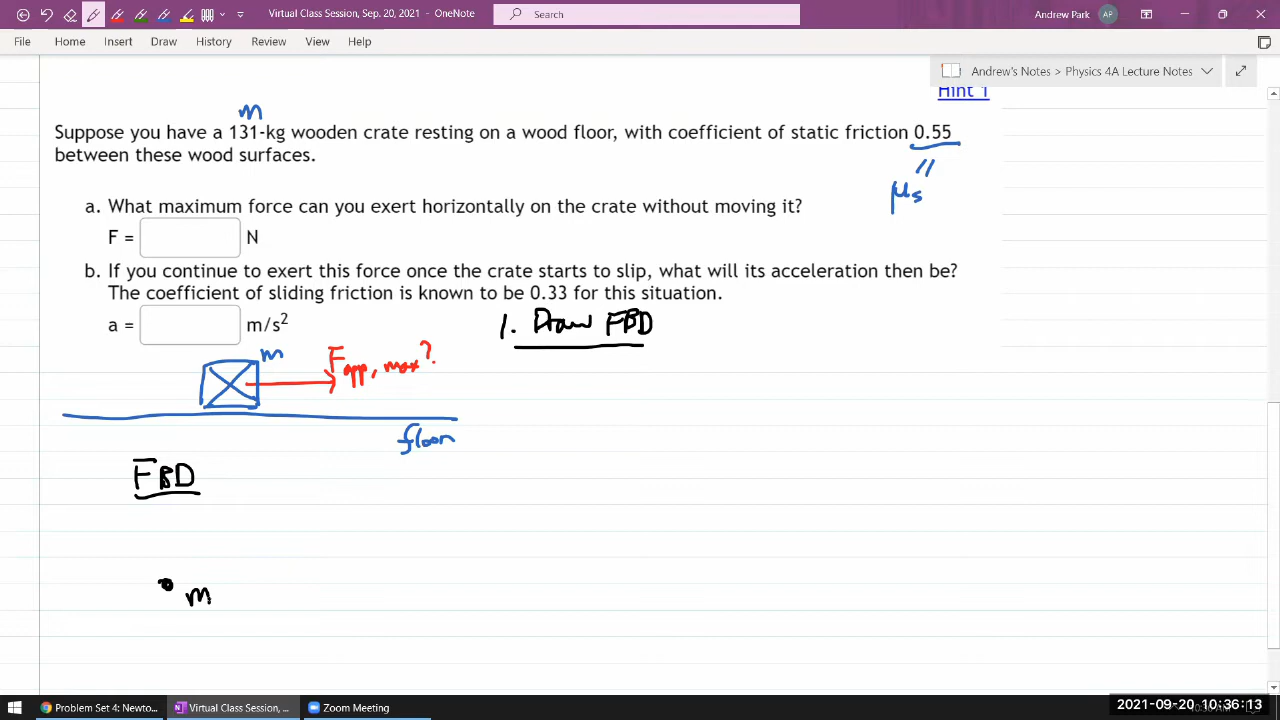 Virtual Class Session, Sep. 20, 2021 - OneNote
Search
Andrew Park
AP
File Home Insert Draw History Review Convert View Help
Andrew's Notes > Physics 4A Lecture Notes
Hint 1
m
Suppose you have a 131-kg wooden crate resting on a wood floor, with coefficient of static friction 0.55
between these wood surfaces.
=
μs
a. What maximum force can you exert horizontally on the crate without moving it?
F = N
b. If you continue to exert this force once the crate starts to slip, what will its acceleration then be?
The coefficient of sliding friction is known to be 0.33 for this situation.
a = m/s²
1. Draw FBD
m
Fapp, max?
floor
FBD
m
Problem Set 4: Newto...
Virtual Class Session,...
Zoom Meeting
2021-09-20 10:36:13